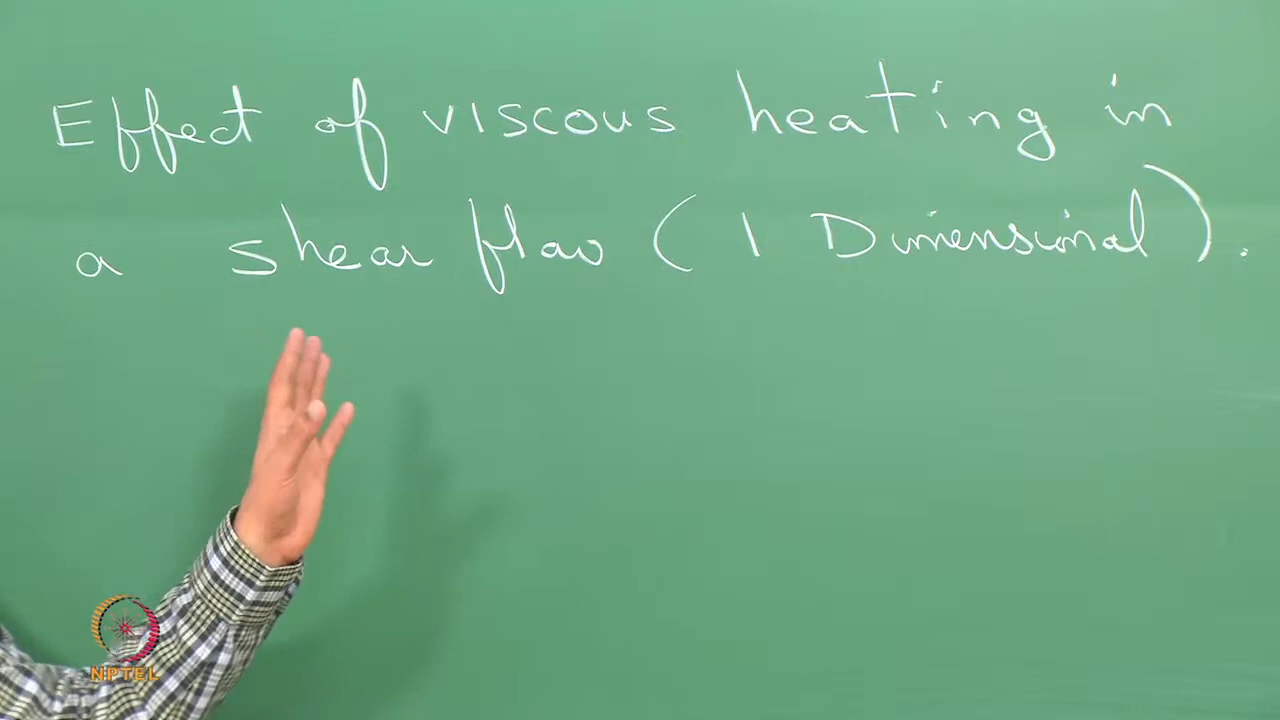 Effect of viscous heating in
a shear flow (1 Dimensional).
NPTEL